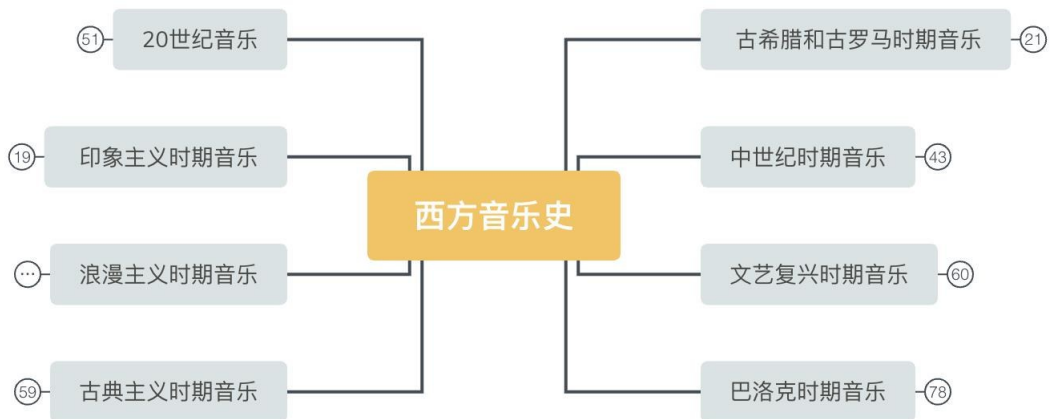 西方音乐史
古希腊和古罗马时期音乐
21
中世纪时期音乐
43
文艺复兴时期音乐
60
巴洛克时期音乐
78
51
20世纪音乐
19
印象主义时期音乐
…
浪漫主义时期音乐
59
古典主义时期音乐